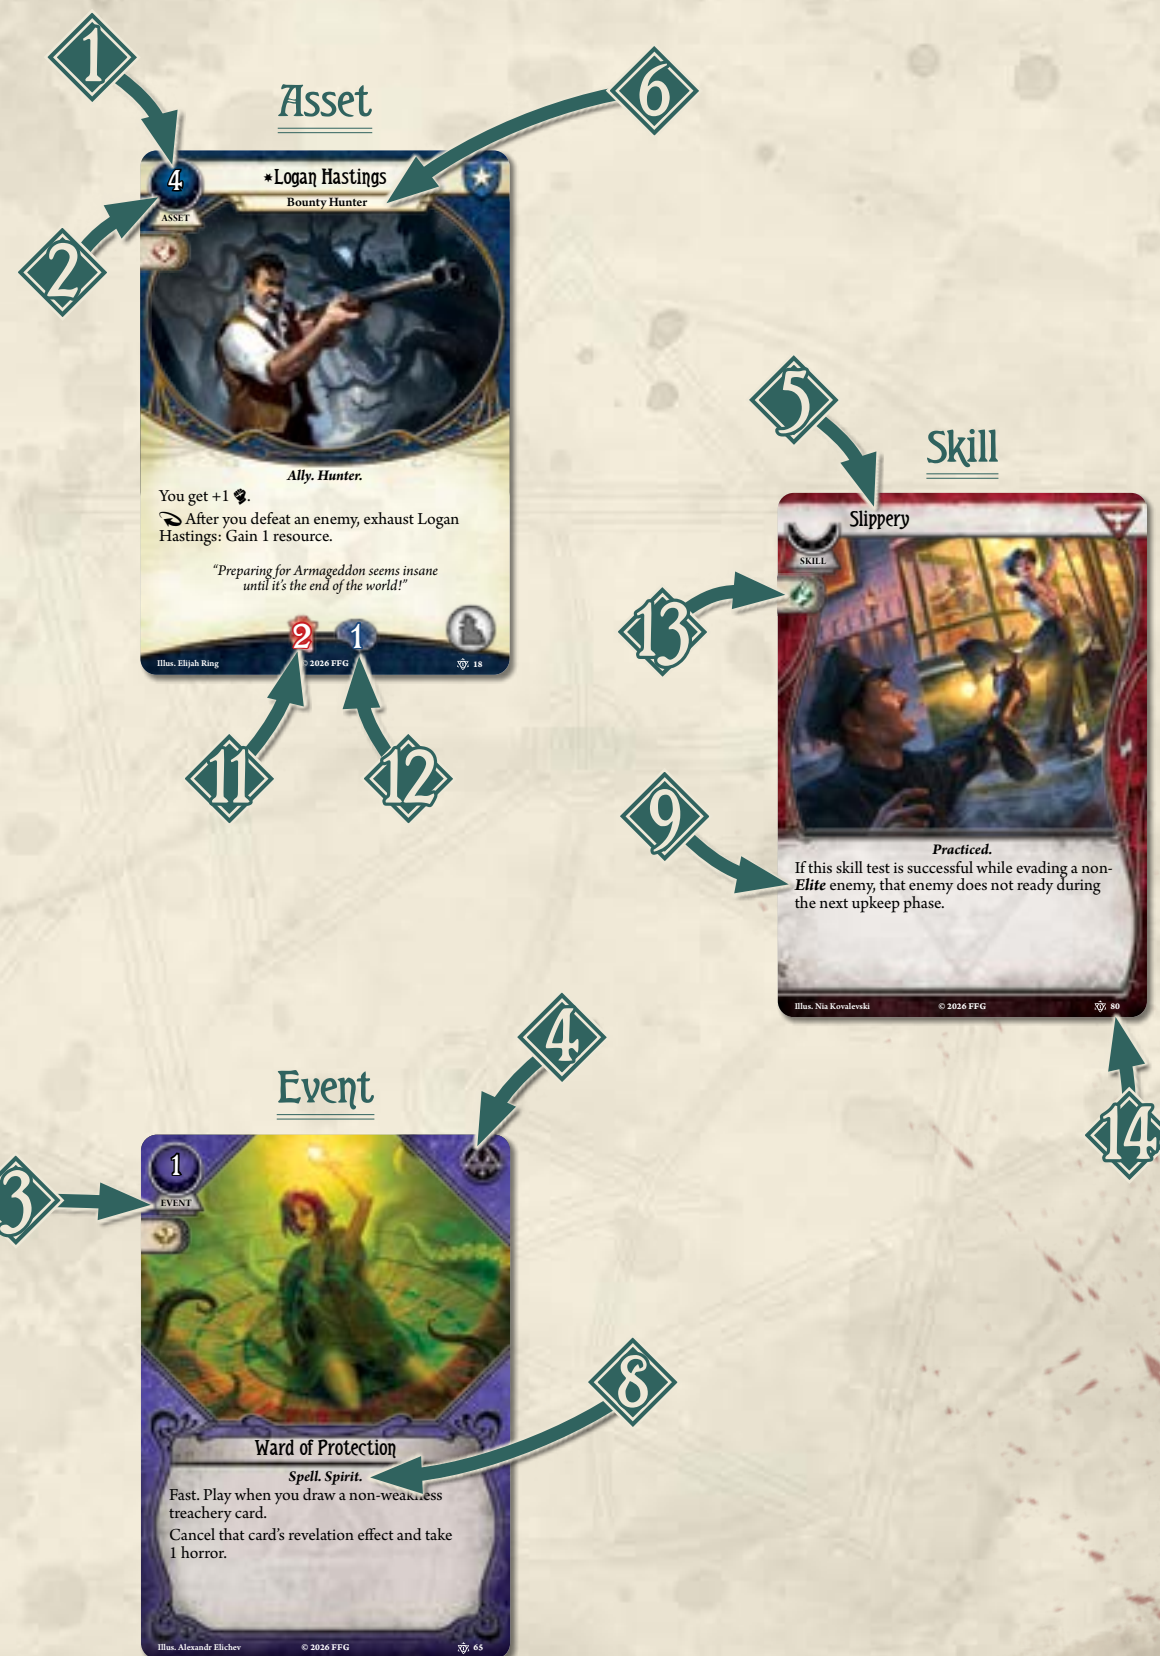 1
Asset
6
4
✷Logan Hastings
Bounty Hunter
ASSET
2
Ally. Hunter.
You get +1 .
After you defeat an enemy, exhaust Logan
Hastings: Gain 1 resource.
“Preparing for Armageddon seems insane
until it’s the end of the world!”
2
1
Illus. Elijah Ring
© 2026 FFG
18
11
12
5
Skill
Slippery
SKILL
13
9
Practiced.
If this skill test is successful while evading a non-
Elite enemy, that enemy does not ready during
the next upkeep phase.
Illus. Nia Kovalevski
© 2026 FFG
80
14
4
Event
1
EVENT
3
8
Ward of Protection
Spell. Spirit.
Fast. Play when you draw a non-weakness
treachery card.
Cancel that card’s revelation effect and take
1 horror.
Illus. Alexandr Elichev
© 2026 FFG
65